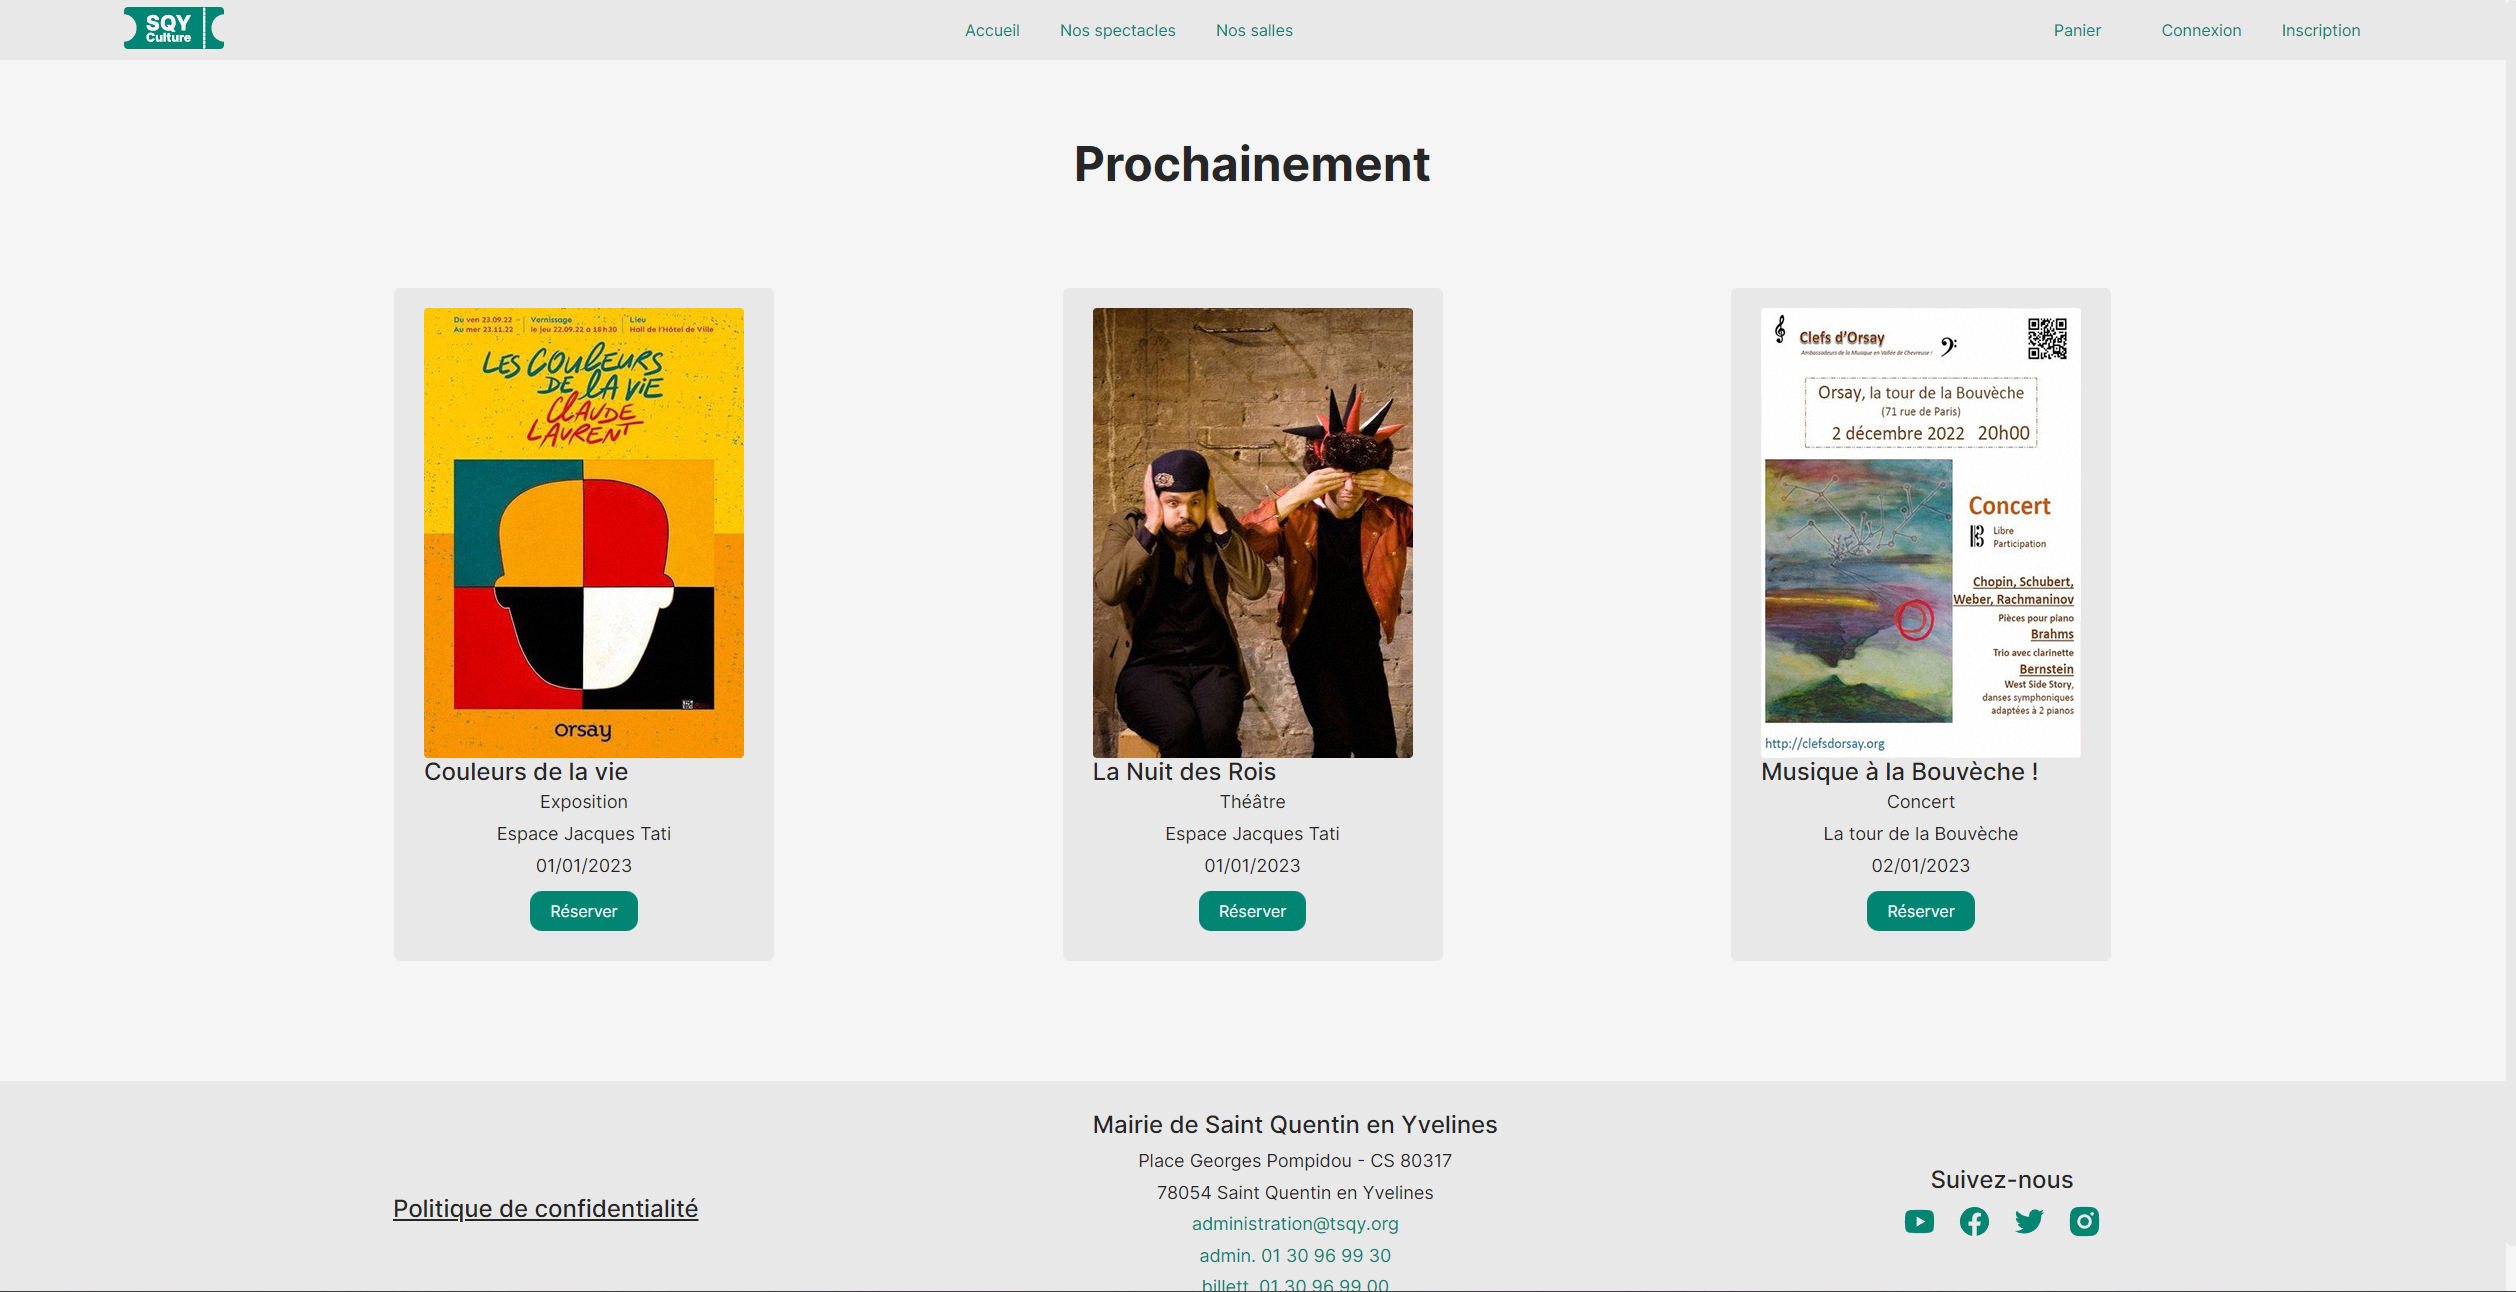 SQY
Culture
Accueil
Nos spectacles
Nos salles
Panier
Connexion
Inscription
Prochainement
Du ven 23.09.22
Au mer 23.11.22
Vernissage
le jeu 22.09.22 à 18h30
Lieu
Hall de l'Hôtel de Ville
LES COULEURS
DE LA VIE
CLAUDE
LAURENT
orsay
Couleurs de la vie
Exposition
Espace Jacques Tati
01/01/2023
Réserver
La Nuit des Rois
Théâtre
Espace Jacques Tati
01/01/2023
Réserver
Clefs d'Orsay
Ambassadeurs de la Musique en Vallée de Chevreuse !
Orsay, la tour de la Bouvèche
(71 rue de Paris)
2 décembre 2022 20h00
Concert
Libre
Participation
Chopin, Schubert,
Weber, Rachmaninov
Pièces pour piano
Brahms
Trio avec clarinette
Bernstein
West Side Story,
danses symphoniques
adaptées à 2 pianos
http://clefsdorsay.org
Musique à la Bouvèche !
Concert
La tour de la Bouvèche
02/01/2023
Réserver
Politique de confidentialité
Mairie de Saint Quentin en Yvelines
Place Georges Pompidou - CS 80317
78054 Saint Quentin en Yvelines
administration@tsqy.org
admin. 01 30 96 99 30
billett. 01 30 96 99 00
Suivez-nous